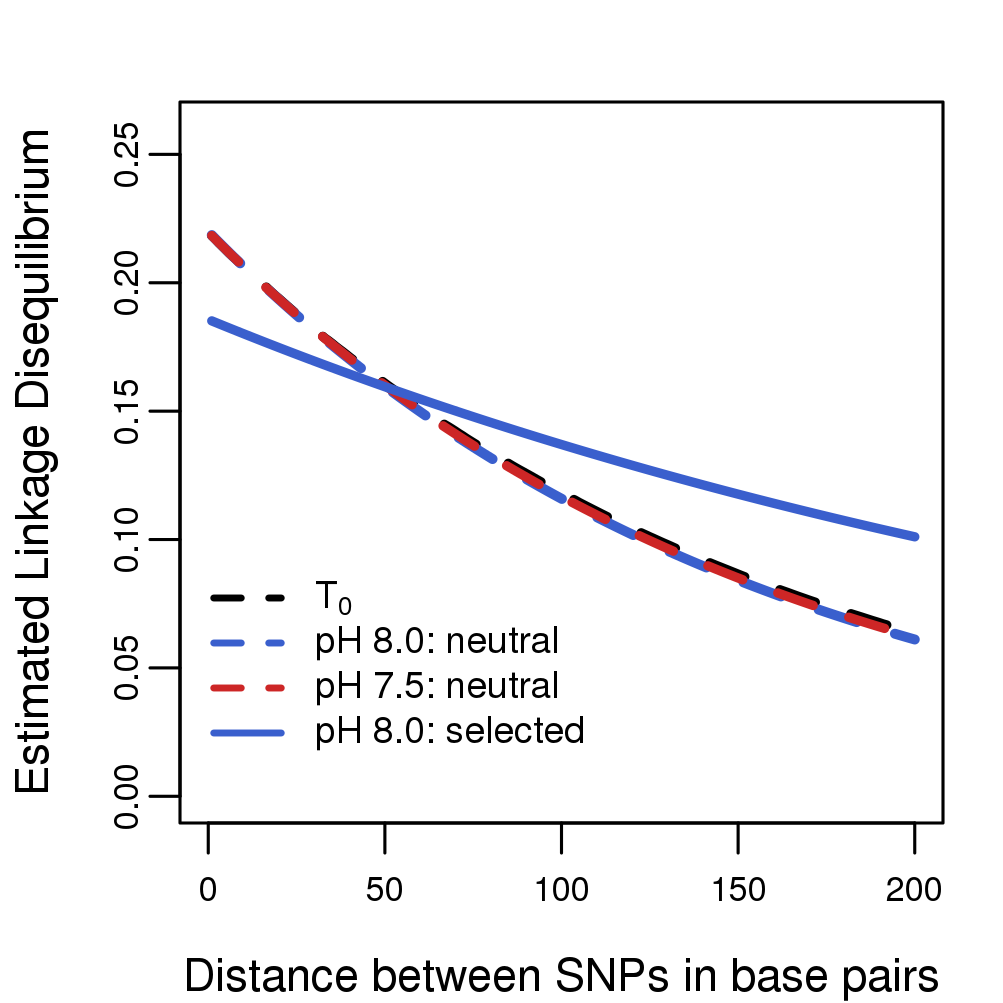 Estimated Linkage Disequilibrium
0.25
0.20
0.15
0.10
0.05
0.00
T0
pH 8.0: neutral
pH 7.5: neutral
pH 8.0: selected
0 50 100 150 200
Distance between SNPs in base pairs